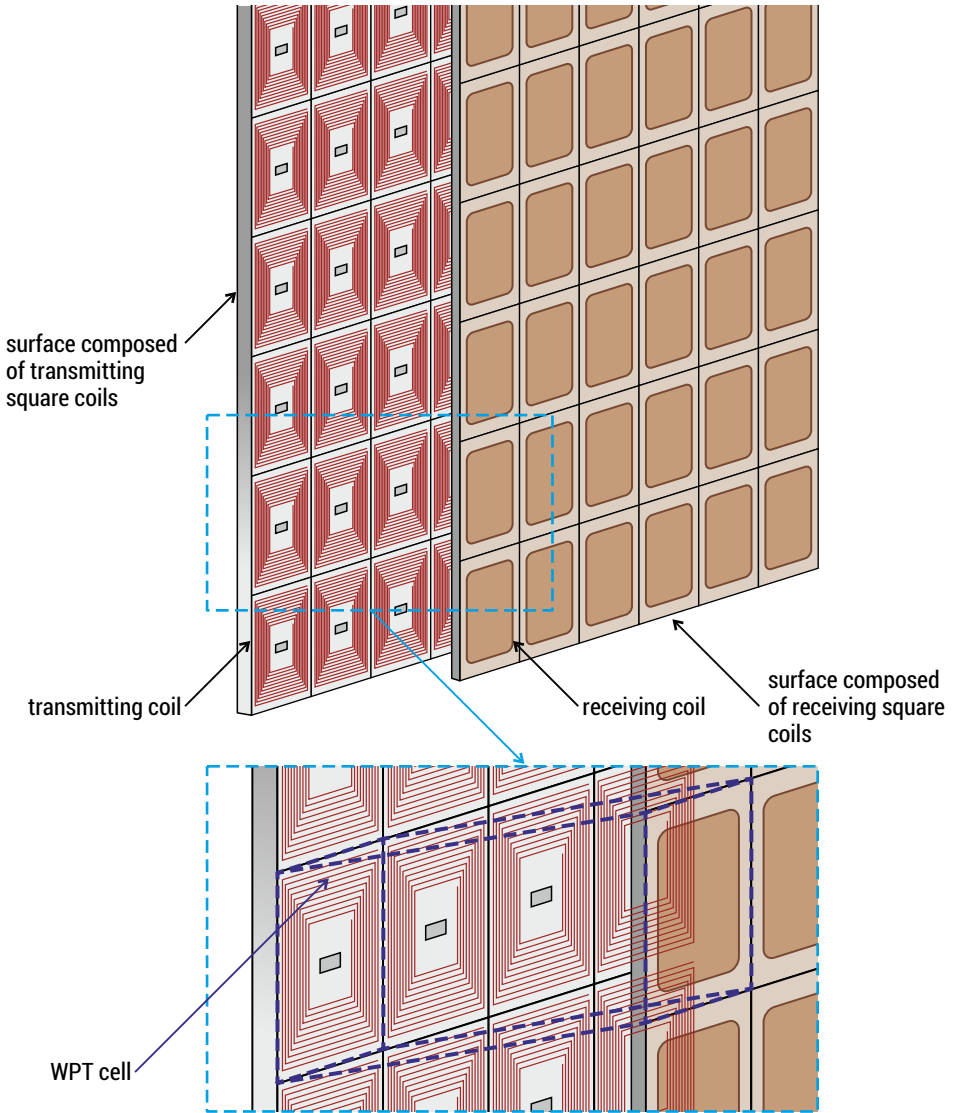 surface composed
of transmitting
square coils
transmitting coil
receiving coil
surface composed
of receiving square
coils
WPT cell